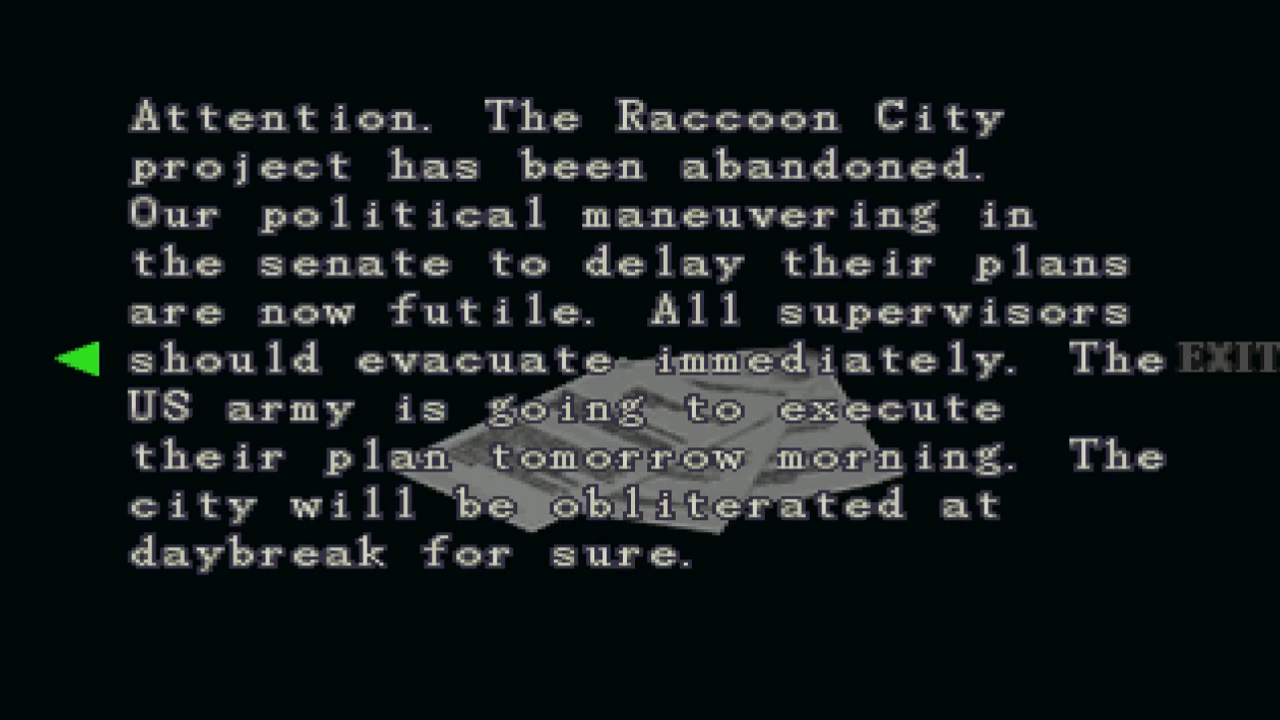 Attention. The Raccoon City
project has been abandoned.
Our political maneuvering in
the senate to delay their plans
are now futile. All supervisors
should evacuate immediately. The
EXIT
US army is going to execute
their plan tomorrow morning. The
city will be obliterated at
daybreak for sure.